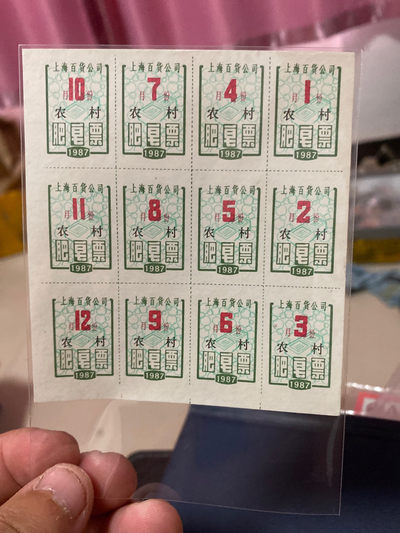 上海百货公司
10
月份
农 村
肥皂票
1987
上海百货公司
7
月份
农 村
肥皂票
1987
上海百货公司
4
月份
农 村
肥皂票
1987
上海百货公司
1
月份
农 村
肥皂票
1987
上海百货公司
11
月份
农 村
肥皂票
1987
上海百货公司
8
月份
农 村
肥皂票
1987
上海百货公司
5
月份
农 村
肥皂票
1987
上海百货公司
2
月份
农 村
肥皂票
1987
上海百货公司
12
月份
农 村
肥皂票
1987
上海百货公司
9
月份
农 村
肥皂票
1987
上海百货公司
6
月份
农 村
肥皂票
1987
上海百货公司
3
月份
农 村
肥皂票
1987